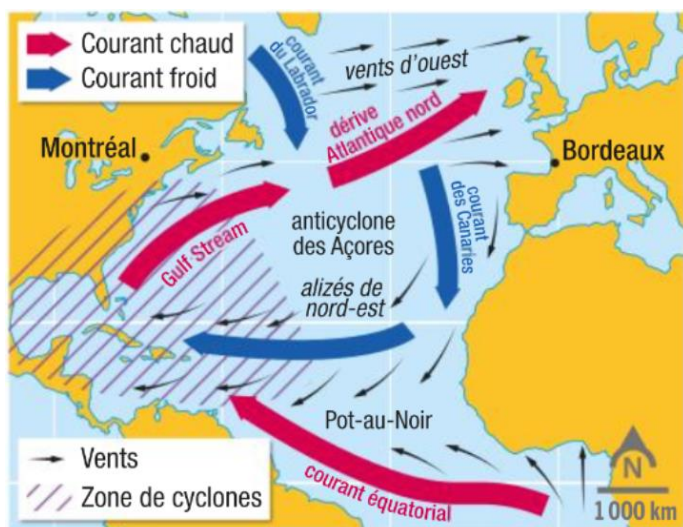 Courant chaud
Courant froid
courant
du Labrador
vents d'ouest
dérive
Atlantique nord
Montréal
Bordeaux
courant
des Canaries
anticyclone
des Açores
Gulf Stream
alizés de
nord-est
Pot-au-Noir
courant équatorial
Vents
Zone de cyclones
N
1 000 km